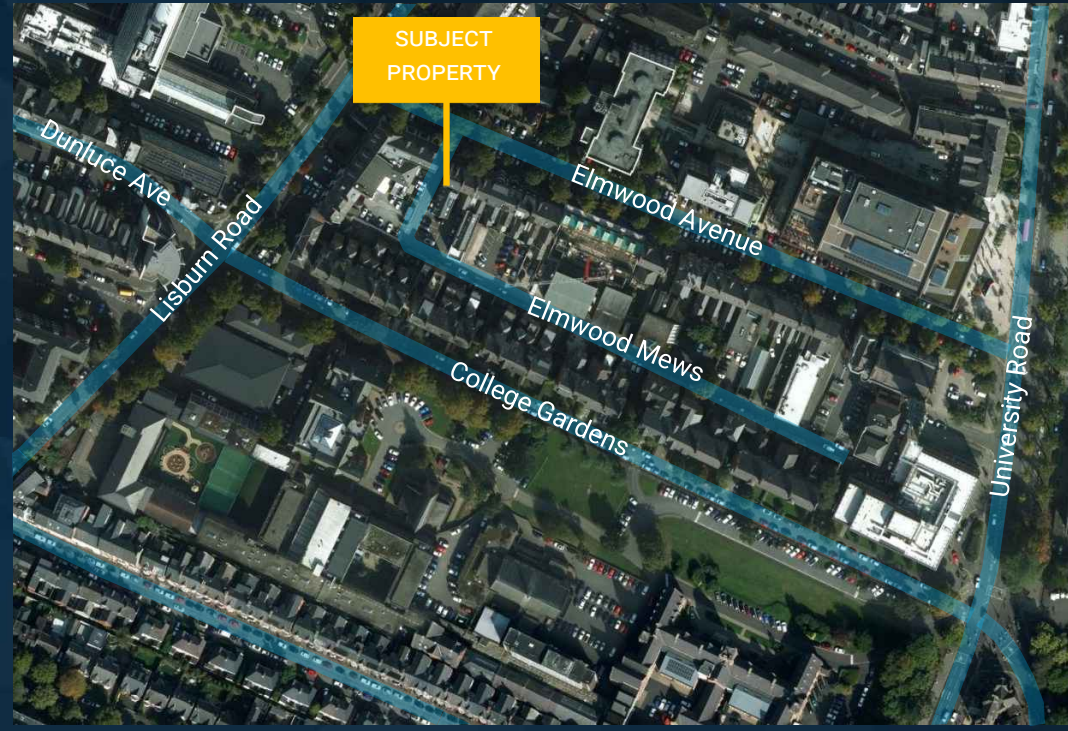 SUBJECT
PROPERTY
Dunluce Ave
Lisburn Road
Elmwood Avenue
Elmwood Mews
College Gardens
University Road